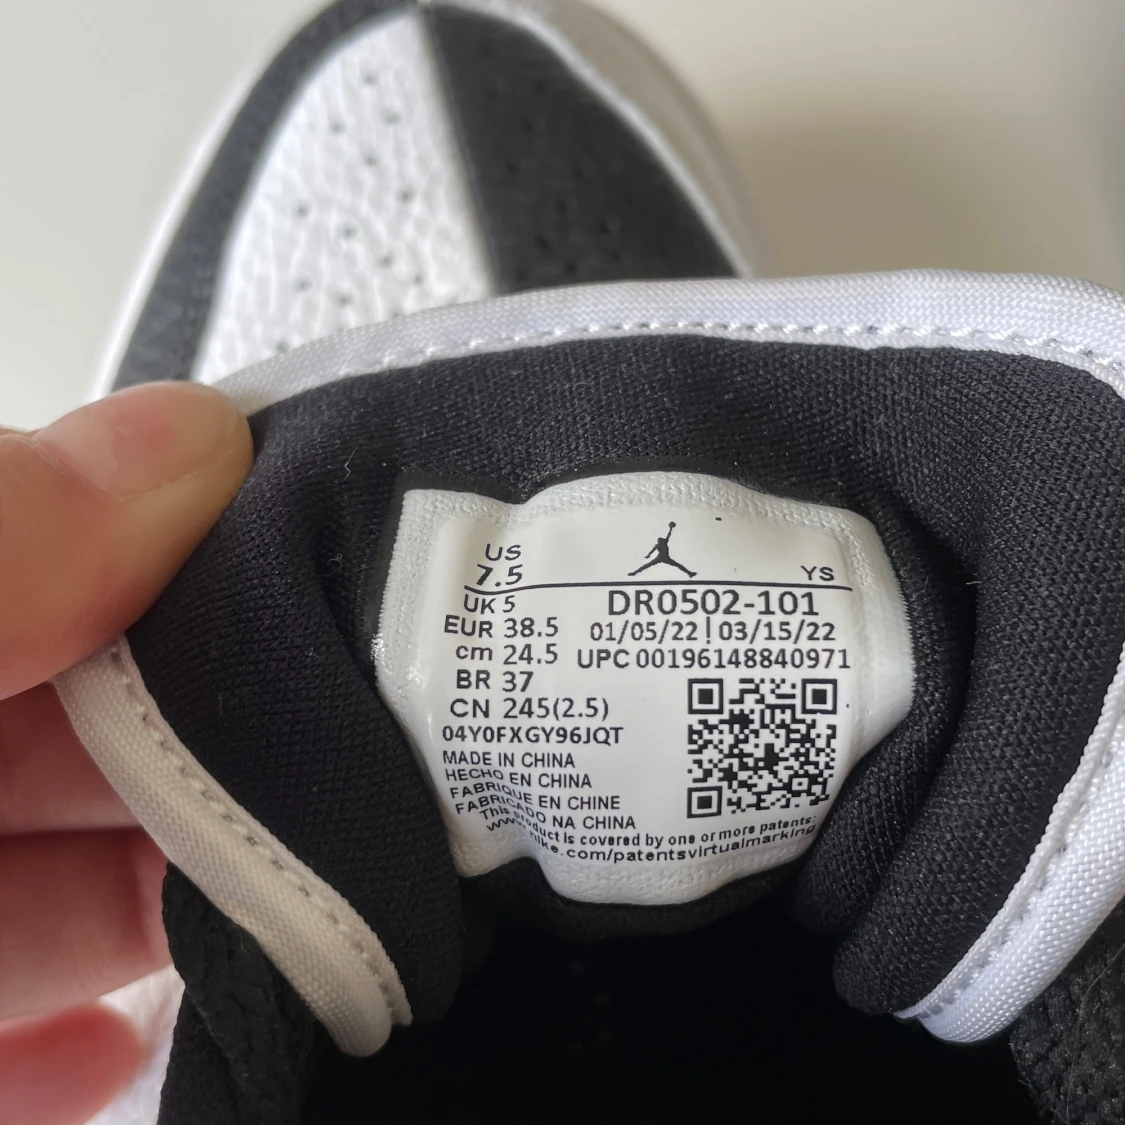 US
7.5
YS
UK 5
DR0502-101
EUR 38.5
01/05/22 | 03/15/22
cm 24.5
UPC 00196148840971
BR 37
CN 245(2.5)
04Y0FXGY96JQT
MADE IN CHINA
HECHO EN CHINA
FABRIQUE EN CHINE
FABRICADO NA CHINA
This product is covered by one or more patents:
www.nike.com/patentsvirtualmarking